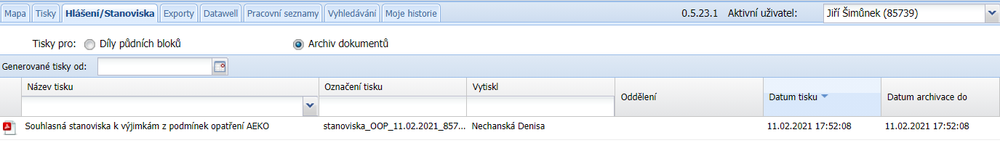 Mapa Tisky Hlášení/Stanoviska Exporty Datawell Pracovní seznamy Vyhledávání Moje historie 0.5.23.1 Aktivní uživatel: Jiří Šimůnek (85739)
Tisky pro: Díly půdních bloků Archiv dokumentů
Generované tisky od:
Název tisku Označení tisku Vytiskl Oddělení Datum tisku Datum archivace do
Souhlasná stanoviska k výjimkám z podmínek opatření AEKO stanoviska_OOP_11.02.2021_857... Nechanská Denisa 11.02.2021 17:52:08 11.02.2021 17:52:08